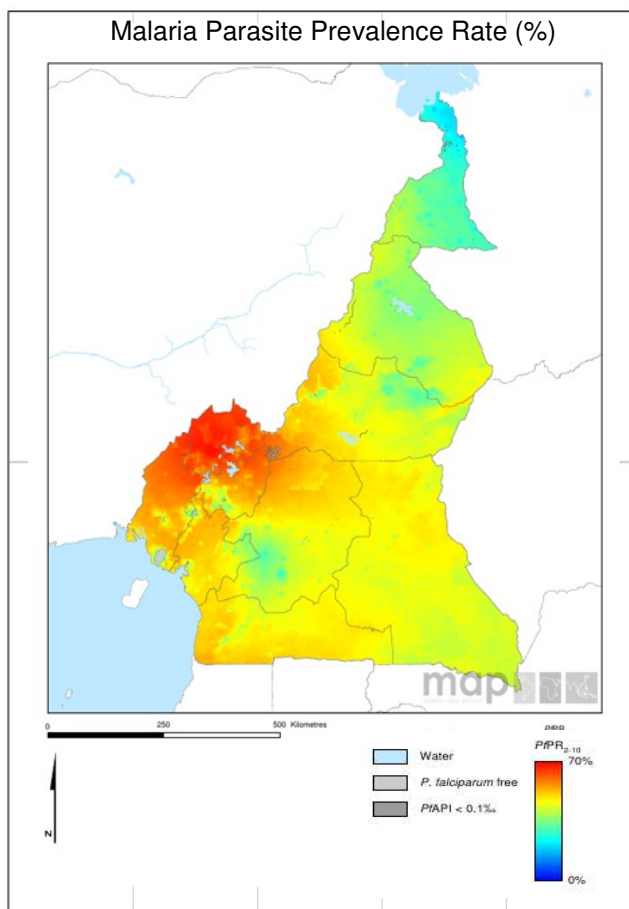 Malaria Parasite Prevalence Rate (%)
map
0
250
500 Kilometres
Water
P. falciparum free
PfAPI < 0.1‰
PfPR2-10
70%
0%
N